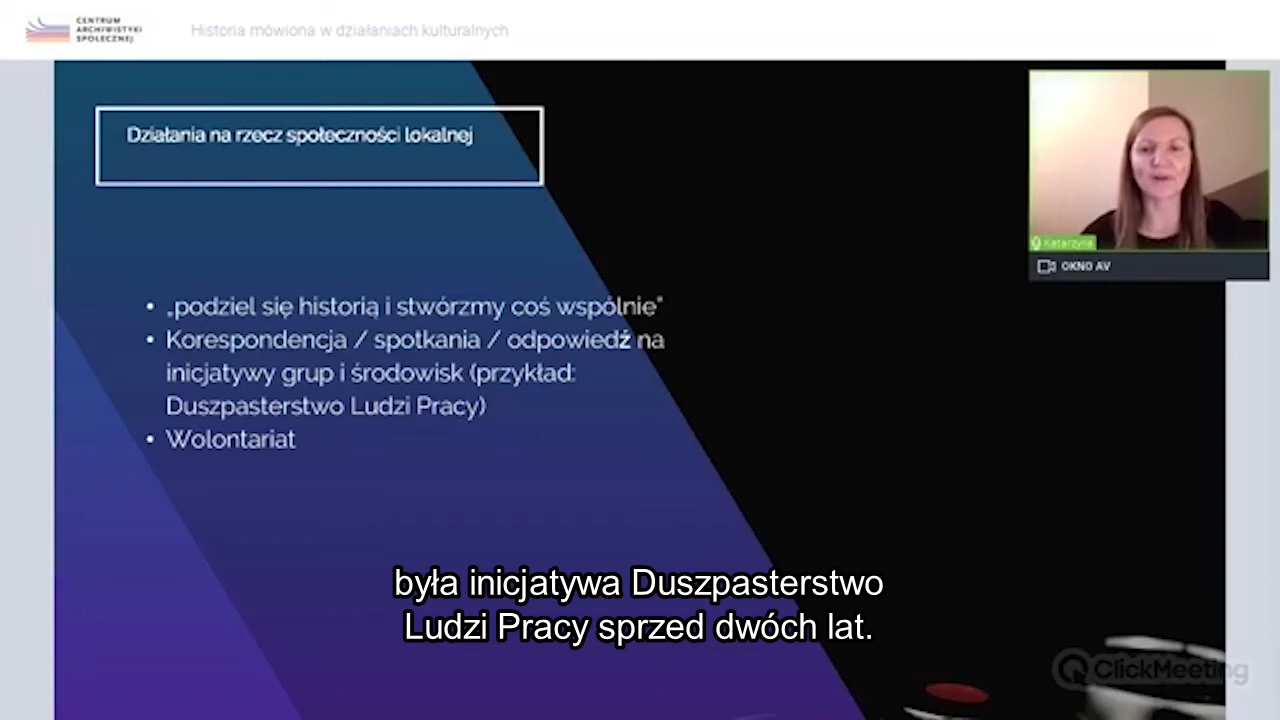 CENTRUM
ARCHIWISTYKI
SPOŁECZNEJ
Historia mówiona w działaniach kulturalnych
Działania na rzecz społeczności lokalnej
• „podziel się historią i stwórzmy coś wspólnie"
• Korespondencja / spotkania / odpowiedź na
inicjatywy grup i środowisk (przykład:
Duszpasterstwo Ludzi Pracy)
• Wolontariat
Katarzyna
OKNO AV
była inicjatywa Duszpasterstwo
Ludzi Pracy sprzed dwóch lat.
ClickMeeting